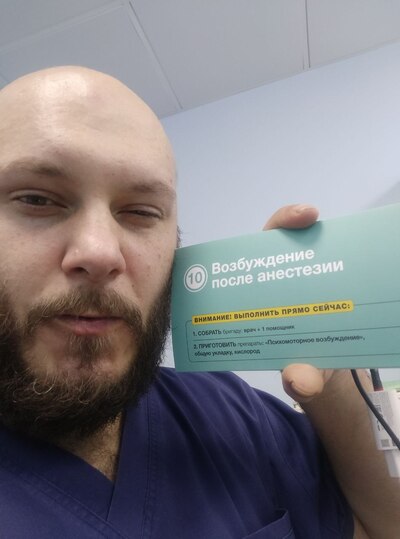 10
Возбуждение
после анестезии
ВНИМАНИЕ! ВЫПОЛНИТЬ ПРЯМО СЕЙЧАС:
1. СОБРАТЬ бригаду: врач + 1 помощник
2. ПРИГОТОВИТЬ препараты: «Психомоторное возбуждение»,
общую укладку, кислород